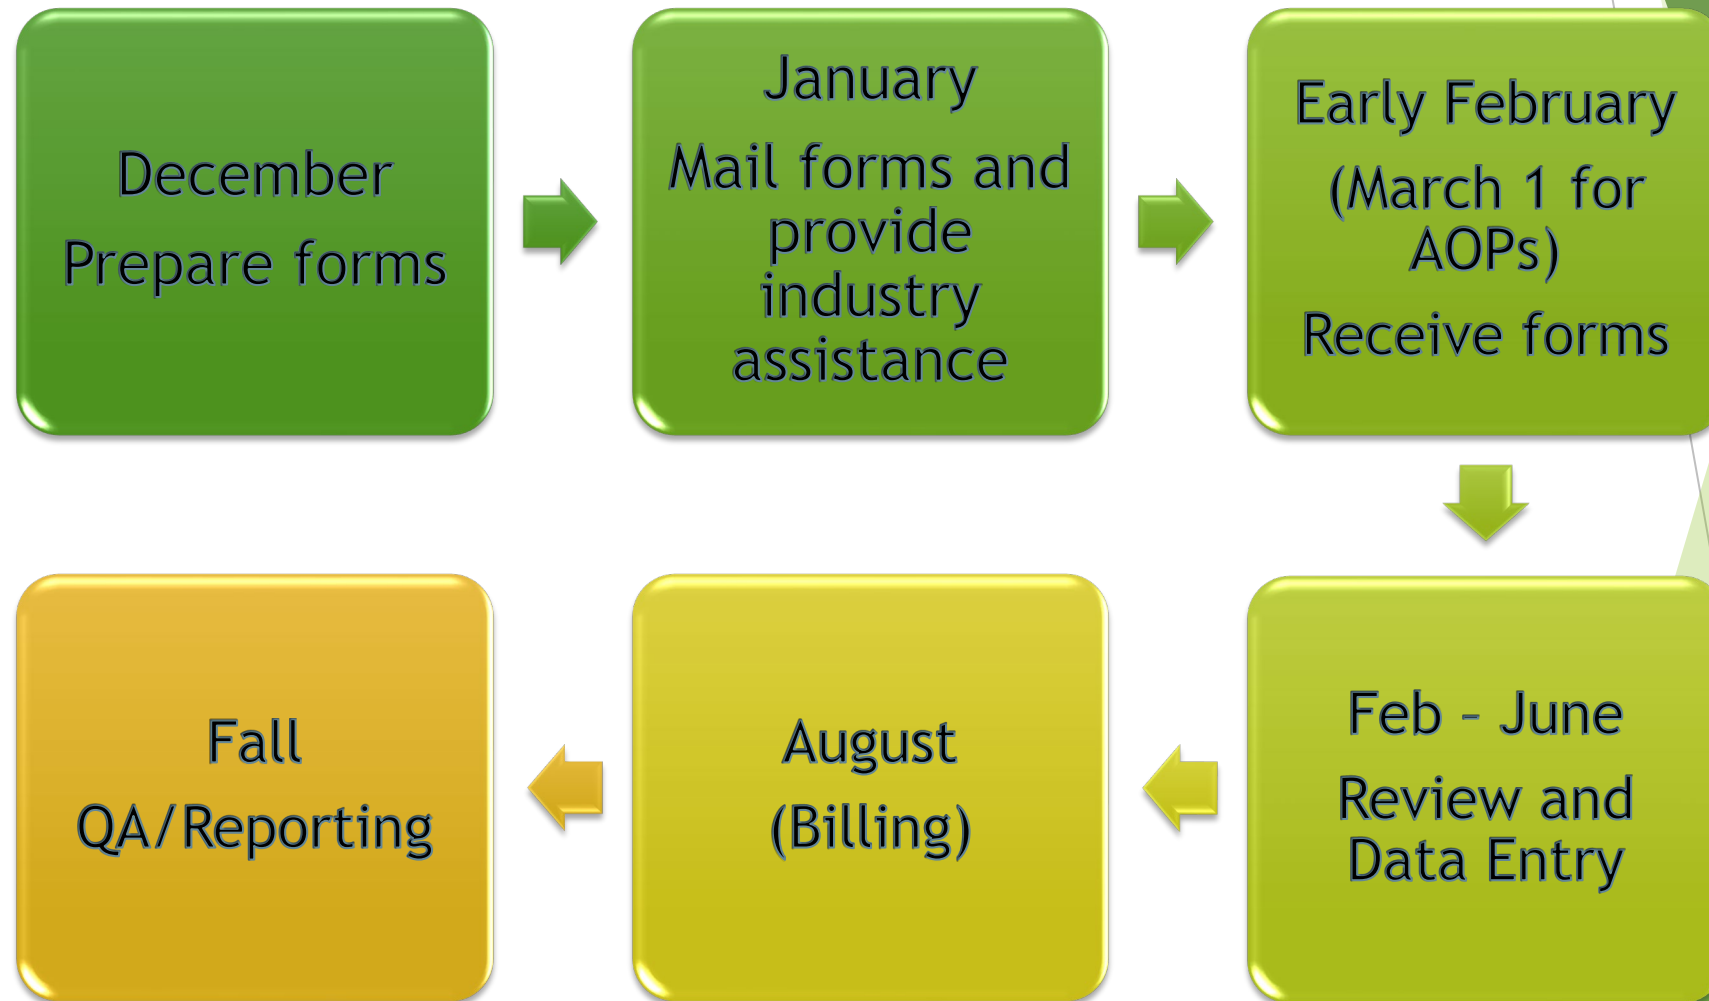 December
Prepare forms
January
Mail forms and
provide
industry
assistance
Early February
(March 1 for
AOPs)
Receive forms
Feb – June
Review and
Data Entry
August
(Billing)
Fall
QA/Reporting